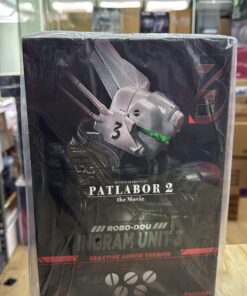 3
PATLABOR 2
the Movie
ROBO-DOU
INGRAM UNIT 3
REACTIVE ARMOR VERSION